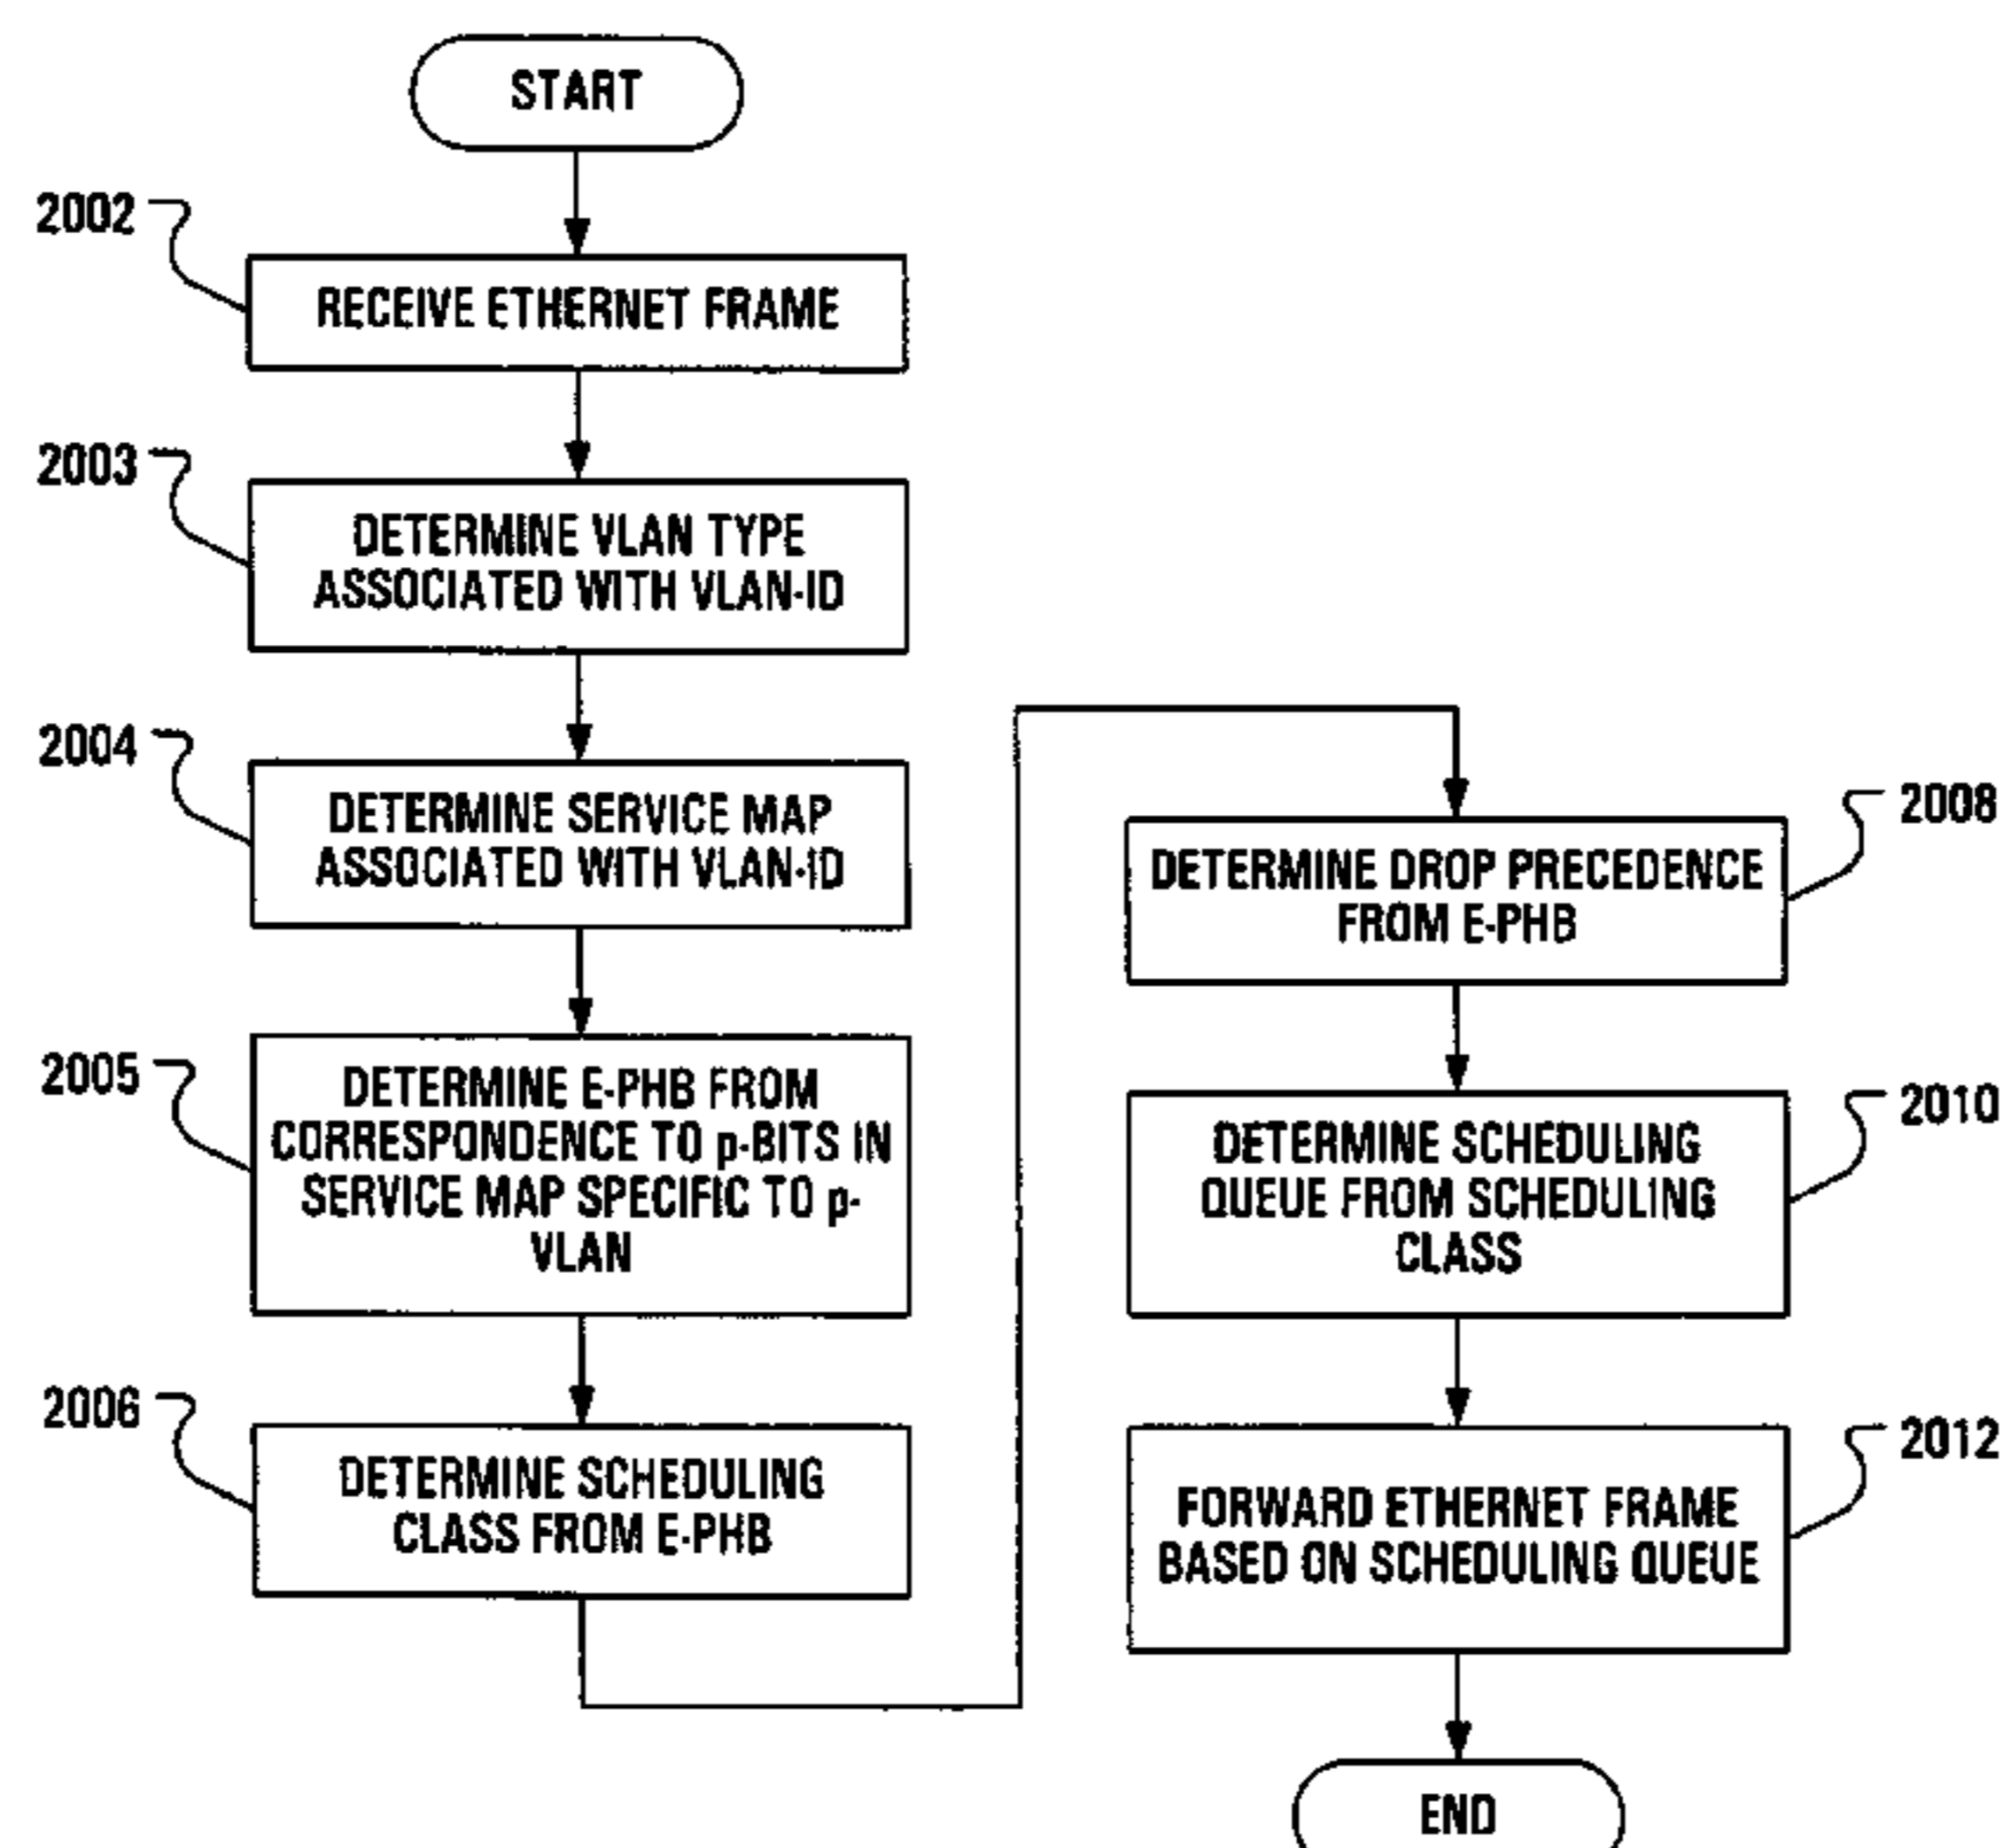 START
2002
RECEIVE ETHERNET FRAME
2003
DETERMINE VLAN TYPE
ASSOCIATED WITH VLAN-ID
2004
DETERMINE SERVICE MAP
ASSOCIATED WITH VLAN-ID
2005
DETERMINE E-PHB FROM
CORRESPONDENCE TO p-BITS IN
SERVICE MAP SPECIFIC TO p-
VLAN
2006
DETERMINE SCHEDULING
CLASS FROM E-PHB
2008
DETERMINE DROP PRECEDENCE
FROM E-PHB
2010
DETERMINE SCHEDULING
QUEUE FROM SCHEDULING
CLASS
2012
FORWARD ETHERNET FRAME
BASED ON SCHEDULING QUEUE
END